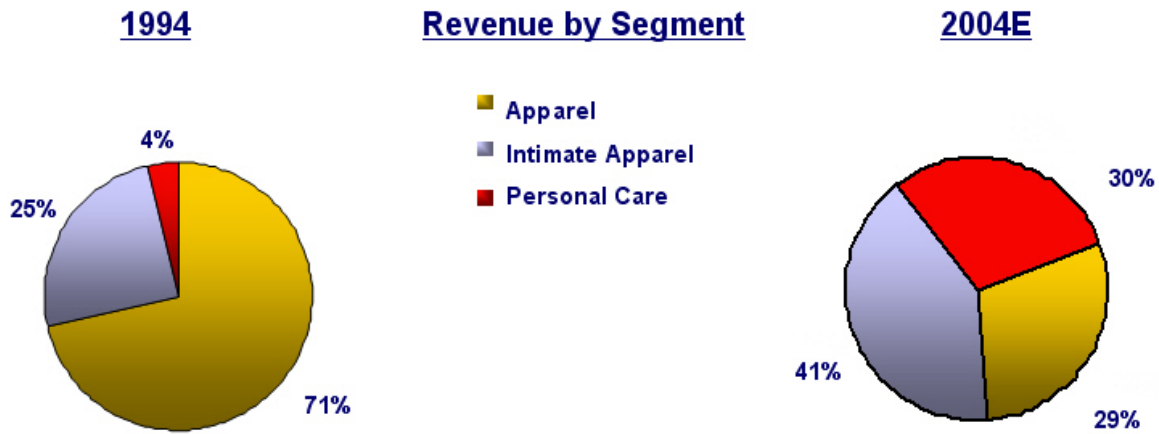 1994
Revenue by Segment
2004E
Apparel
Intimate Apparel
Personal Care
4%
25%
71%
30%
41%
29%